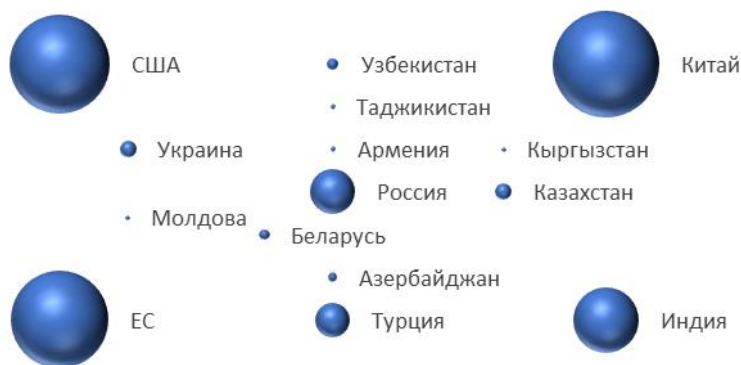 США
Узбекистан
Китай
Таджикистан
Украина
Армения
Кыргызстан
Россия
Казахстан
Молдова
Беларусь
Азербайджан
ЕС
Турция
Индия